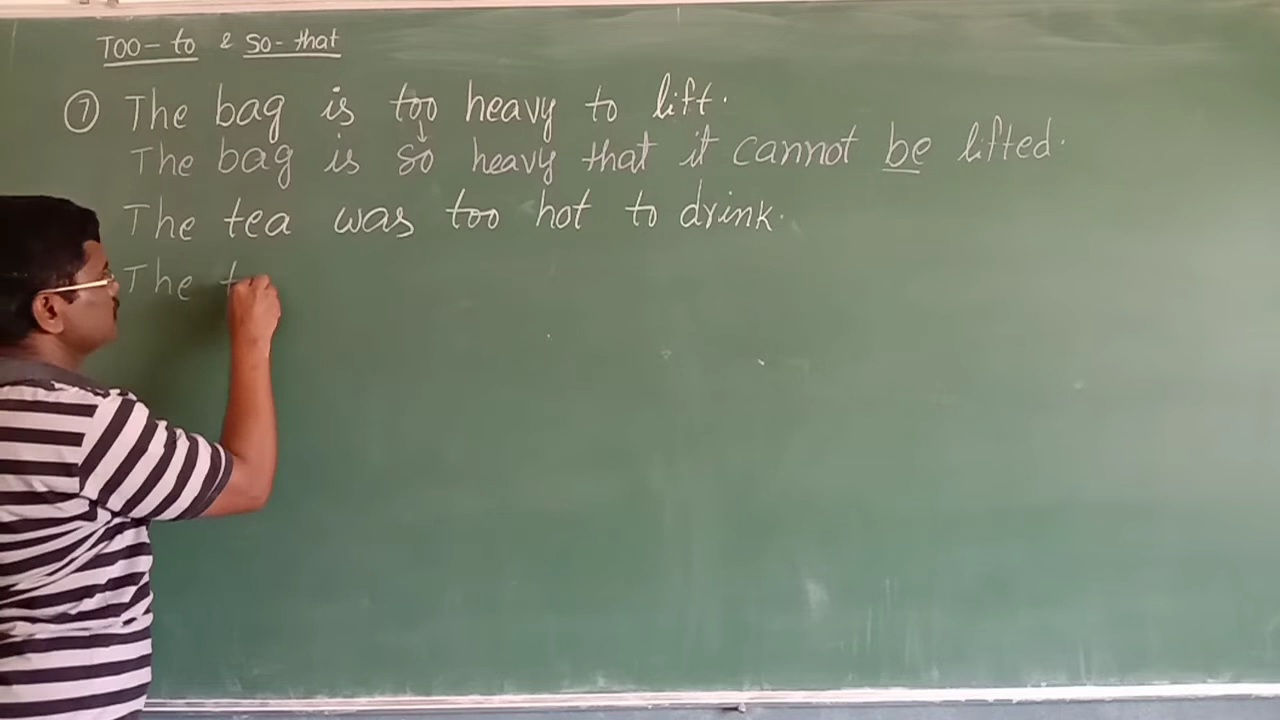 Too - to & So - that
⑦ The bag is too heavy to lift.
The bag is so heavy that it cannot be lifted.
The tea was too hot to drink.
The t